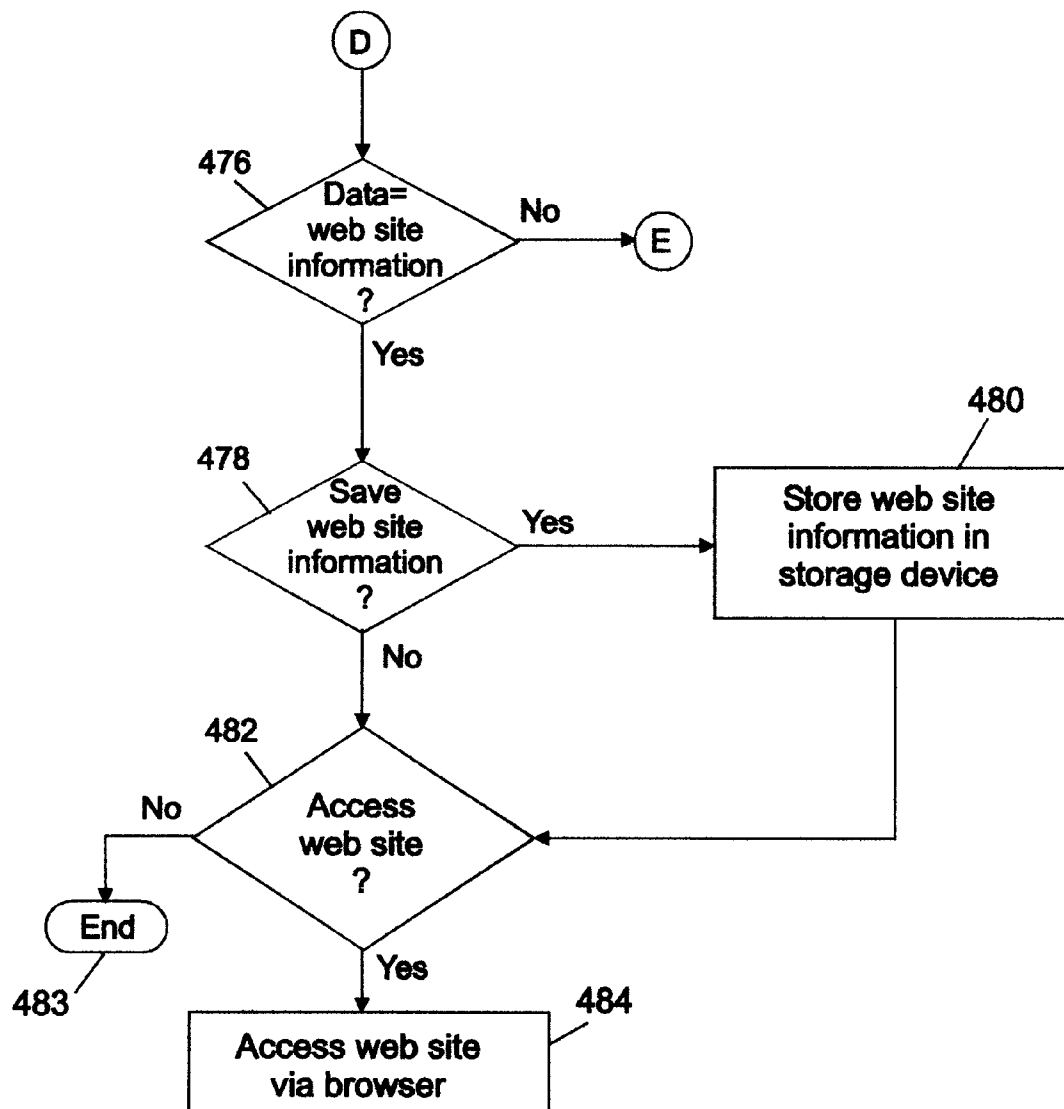 D
476
Data=
web site
information
?
No
E
Yes
478
Save
web site
information
?
Yes
480
Store web site
information in
storage device
No
482
Access
web site
?
No
End
483
Yes
484
Access web site
via browser